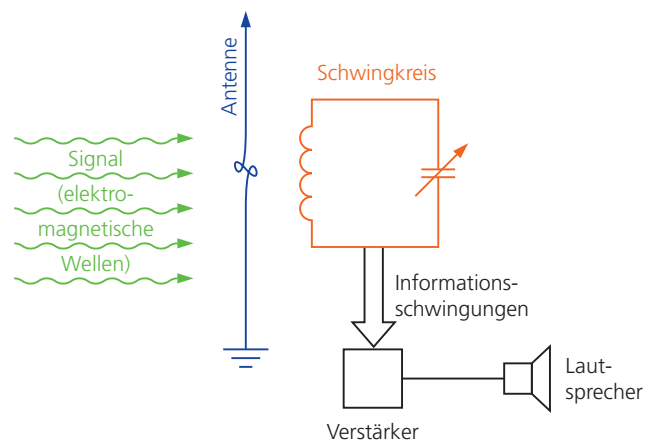 Antenne
Schwingkreis
Signal
(elektro-
magnetische
Wellen)
Informations-
schwingungen
Laut-
sprecher
Verstärker